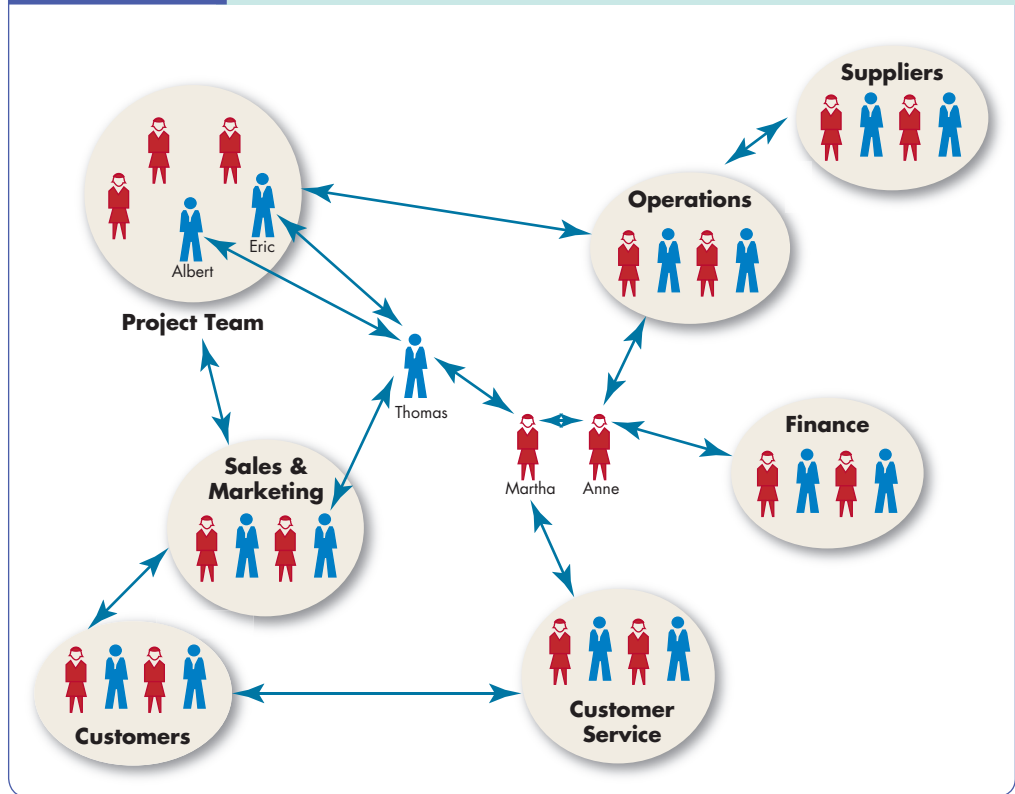 Suppliers
Operations
Eric
Albert
Project Team
Thomas
Finance
Sales &
Marketing
Martha
Anne
Customer
Service
Customers